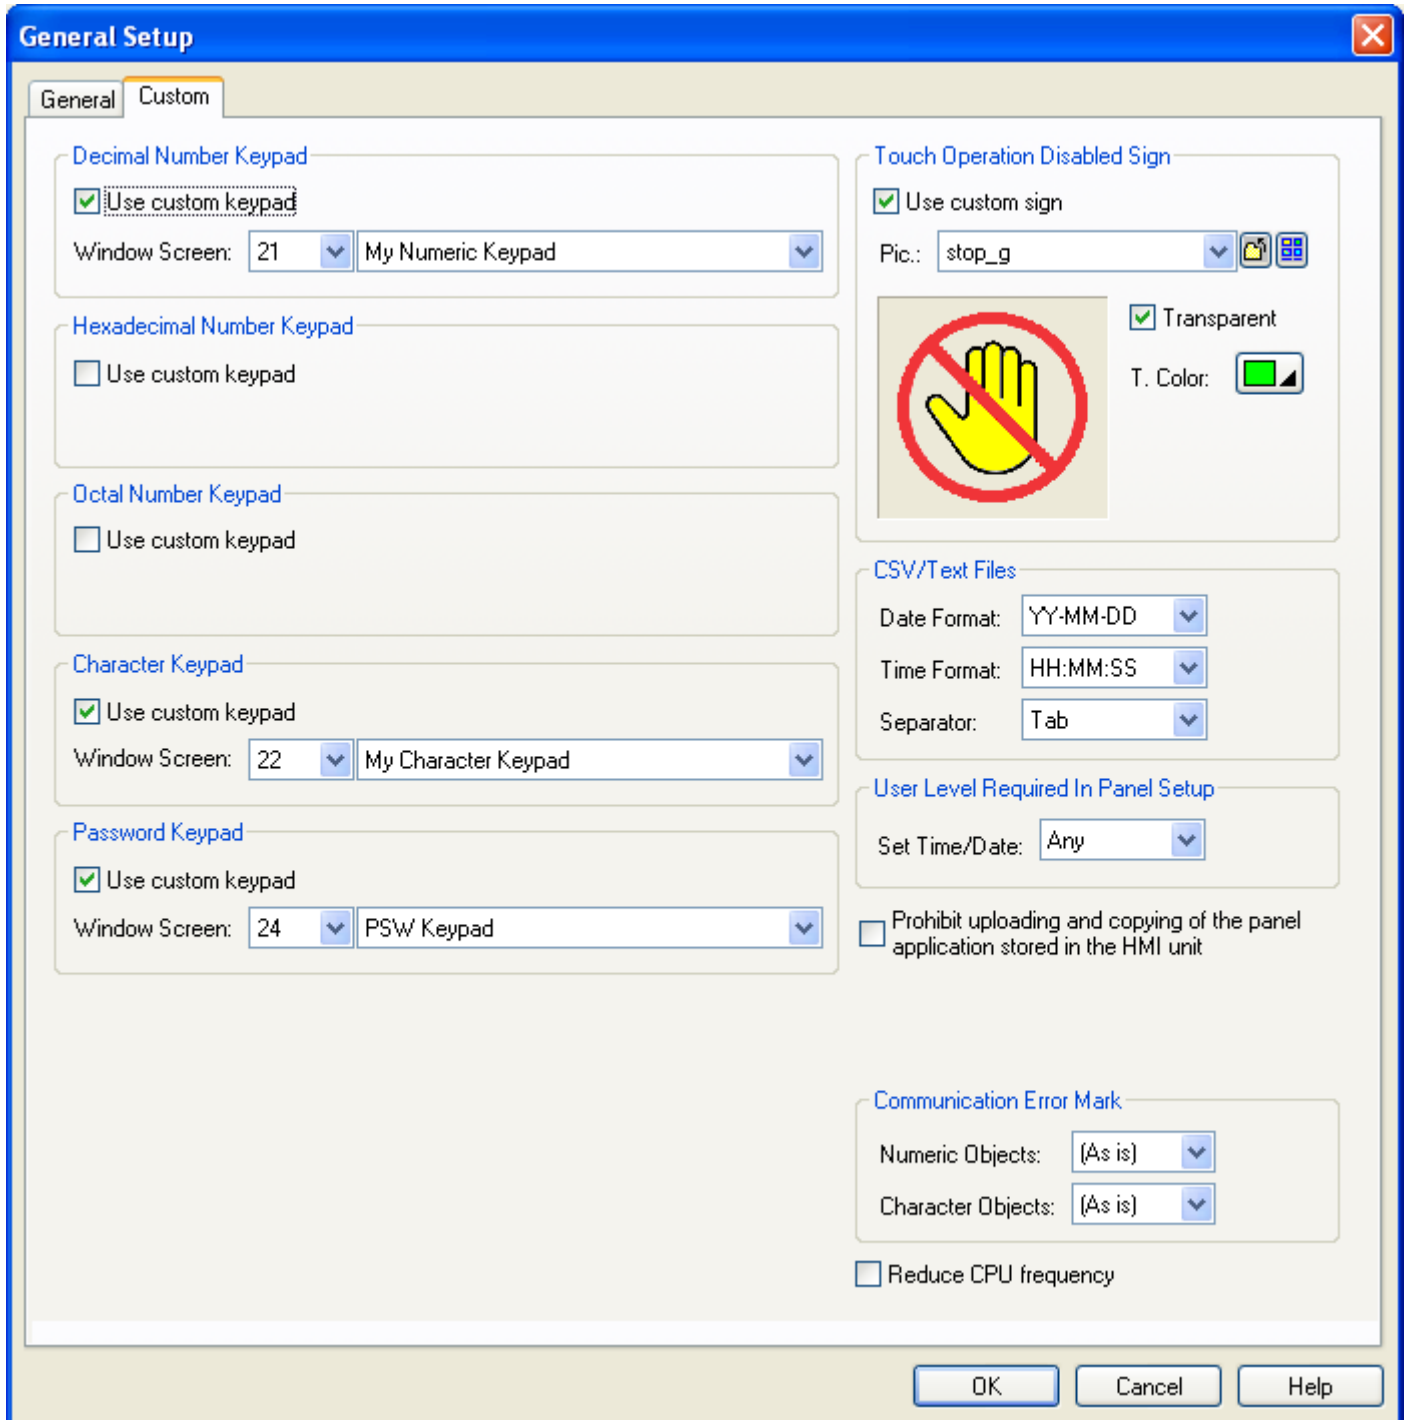 General Setup
General
Custom
Decimal Number Keypad
Use custom keypad
Window Screen: 21 My Numeric Keypad
Hexadecimal Number Keypad
Use custom keypad
Octal Number Keypad
Use custom keypad
Character Keypad
Use custom keypad
Window Screen: 22 My Character Keypad
Password Keypad
Use custom keypad
Window Screen: 24 PSW Keypad
Touch Operation Disabled Sign
Use custom sign
Pic.: stop_g
Transparent
T. Color:
CSV/Text Files
Date Format: YY-MM-DD
Time Format: HH:MM:SS
Separator: Tab
User Level Required In Panel Setup
Set Time/Date: Any
Prohibit uploading and copying of the panel
application stored in the HMI unit
Communication Error Mark
Numeric Objects: (As is)
Character Objects: (As is)
Reduce CPU frequency
OK
Cancel
Help